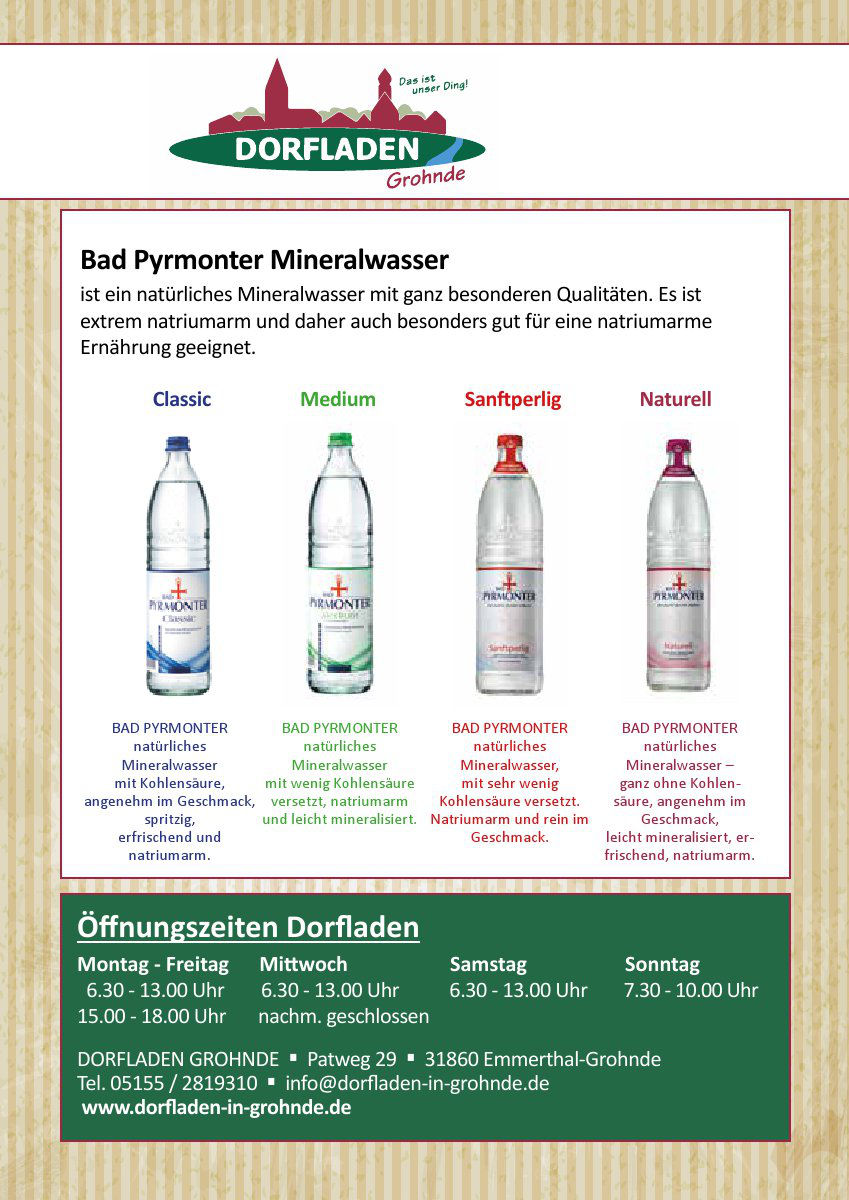 Das ist
unser Ding!
DORFLADEN
Grohnde
Bad Pyrmonter Mineralwasser
ist ein natürliches Mineralwasser mit ganz besonderen Qualitäten. Es ist
extrem natriumarm und daher auch besonders gut für eine natriumarme
Ernährung geeignet.
Classic
Medium
Sanftperlig
Naturell
BAD
PYRMONTER
Classic
BAD
PYRMONTER
Medium
BAD
PYRMONTER
Sanftperlig
BAD
PYRMONTER
Naturell
BAD PYRMONTER
natürliches
Mineralwasser
mit Kohlensäure,
angenehm im Geschmack,
spritzig,
erfrischend und
natriumarm.
BAD PYRMONTER
natürliches
Mineralwasser
mit wenig Kohlensäure
versetzt, natriumarm
und leicht mineralisiert.
BAD PYRMONTER
natürliches
Mineralwasser,
mit sehr wenig
Kohlensäure versetzt.
Natriumarm und rein im
Geschmack.
BAD PYRMONTER
natürliches
Mineralwasser –
ganz ohne Kohlen-
säure, angenehm im
Geschmack,
leicht mineralisiert, er-
frischend, natriumarm.
Öffnungszeiten Dorfladen
Montag - Freitag Mittwoch Samstag Sonntag
6.30 - 13.00 Uhr 6.30 - 13.00 Uhr 6.30 - 13.00 Uhr 7.30 - 10.00 Uhr
15.00 - 18.00 Uhr nachm. geschlossen
DORFLADEN GROHNDE ▪ Patweg 29 ▪ 31860 Emmerthal-Grohnde
Tel. 05155 / 2819310 ▪ info@dorfladen-in-grohnde.de
www.dorfladen-in-grohnde.de